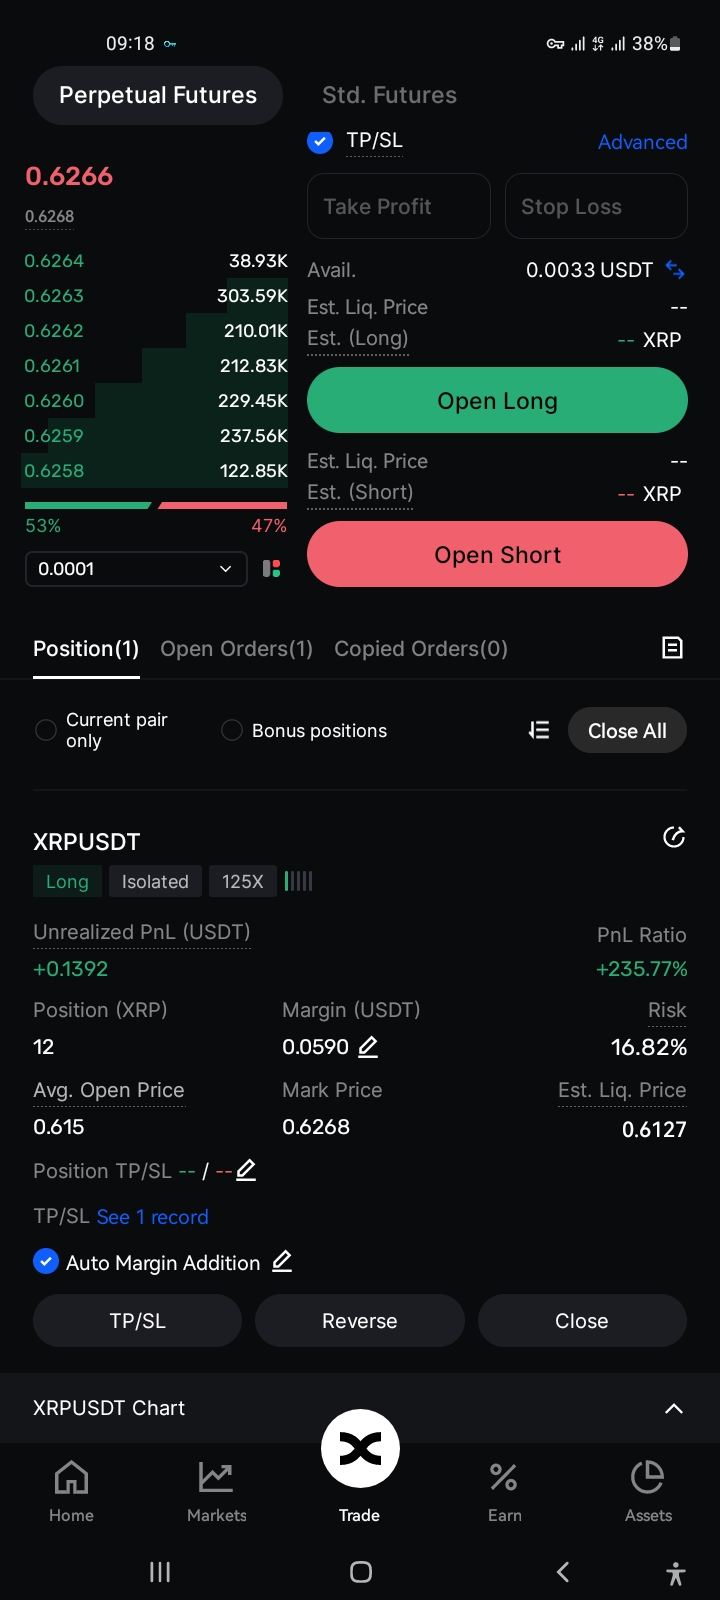 09:18
4G
38%
Perpetual Futures
Std. Futures
TP/SL
Advanced
0.6266
0.6268
Take Profit
Stop Loss
0.6264 38.93K
0.6263 303.59K
0.6262 210.01K
0.6261 212.83K
0.6260 229.45K
0.6259 237.56K
0.6258 122.85K
53% 47%
0.0001
Avail. 0.0033 USDT
Est. Liq. Price --
Est. (Long) -- XRP
Open Long
Est. Liq. Price --
Est. (Short) -- XRP
Open Short
Position(1) Open Orders(1) Copied Orders(0)
Current pair
only
Bonus positions
Close All
XRPUSDT
Long Isolated 125X
Unrealized PnL (USDT) PnL Ratio
+0.1392 +235.77%
Position (XRP) Margin (USDT) Risk
12 0.0590 16.82%
Avg. Open Price Mark Price Est. Liq. Price
0.615 0.6268 0.6127
Position TP/SL -- / --
TP/SL See 1 record
Auto Margin Addition
TP/SL Reverse Close
XRPUSDT Chart
Home Markets Trade Earn Assets